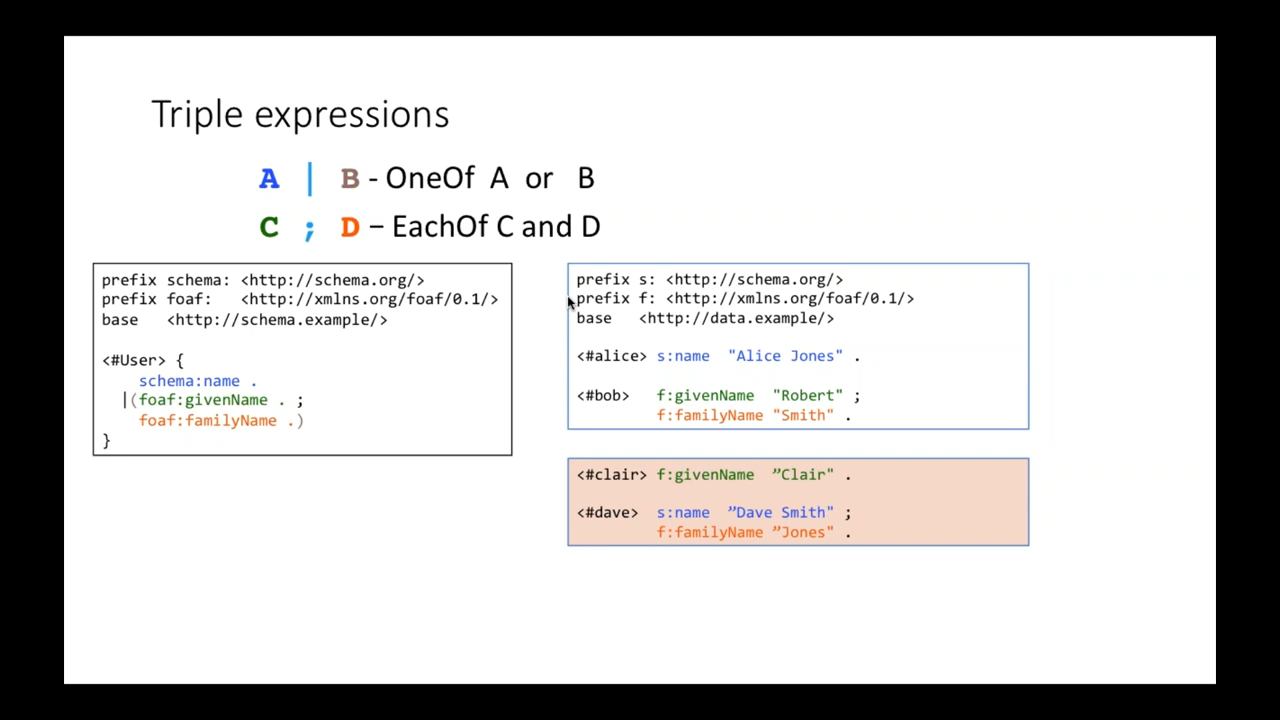 Triple expressions
A | B - OneOf A or B
C ; D – EachOf C and D
prefix schema: <http://schema.org/>
prefix foaf: <http://xmlns.org/foaf/0.1/>
base <http://schema.example/>
<#User> {
schema:name .
|(foaf:givenName . ;
foaf:familyName .)
}
prefix s: <http://schema.org/>
prefix f: <http://xmlns.org/foaf/0.1/>
base <http://data.example/>
<#alice> s:name "Alice Jones" .
<#bob> f:givenName "Robert" ;
f:familyName "Smith" .
<#clair> f:givenName ”Clair" .
<#dave> s:name ”Dave Smith" ;
f:familyName ”Jones" .